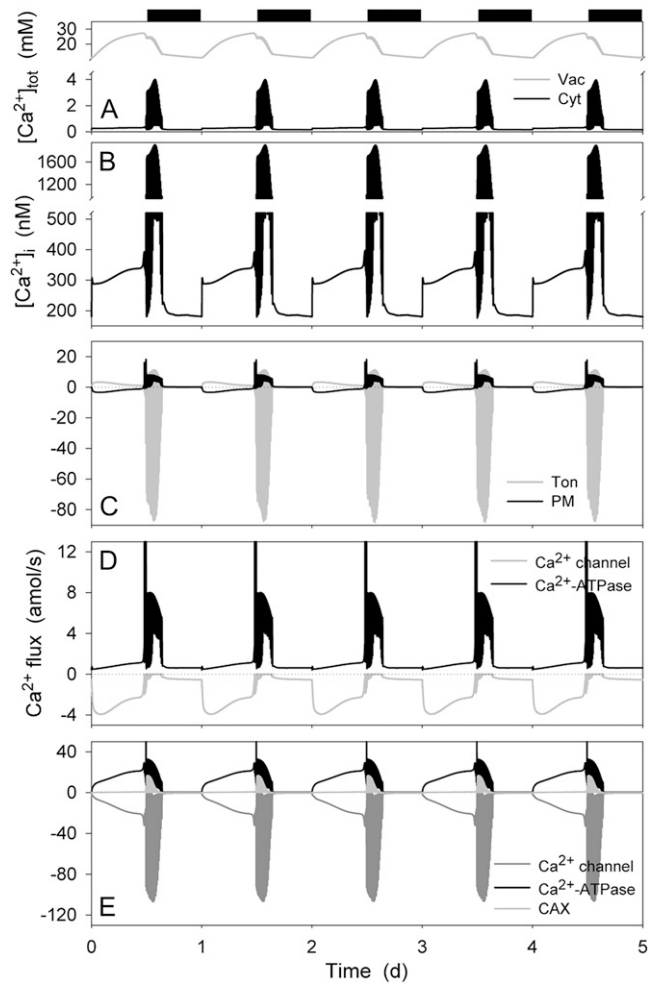 30
20
10
(mM)
[Ca2+]tot
4
2
0
A
Vac
Cyt
B
1600
1200
500
400
300
200
[Ca2+]i (nM)
20
0
-20
-40
-60
-80
C
Ton
PM
D
12
8
4
0
-4
Ca2+ channel
Ca2+-ATPase
Ca2+ flux (amol/s)
40
0
-40
-80
-120
E
Ca2+ channel
Ca2+-ATPase
CAX
0 1 2 3 4 5
Time (d)